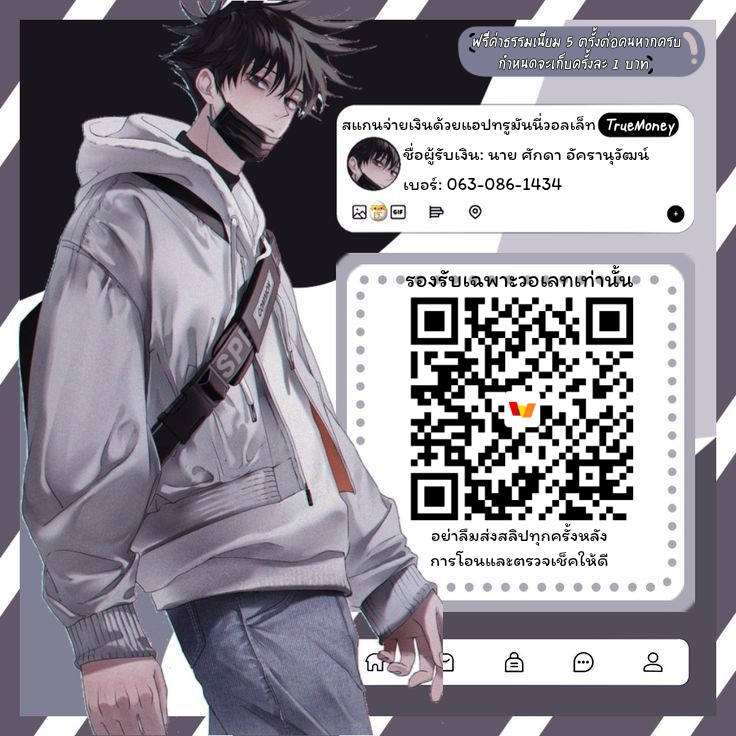 ฟรีค่าธรรมเนียม 5 ครั้งต่อคนหากครบ
กำหนดจะเก็บครั้งละ 1 บาท
สแกนจ่ายเงินด้วยแอปทรูมันนี่วอลเล็ท TrueMoney
ชื่อผู้รับเงิน: นาย ศักดา อัครานุวัฒน์
เบอร์: 063-086-1434
GIF
รองรับเฉพาะวอเลทเท่านั้น
SPI
อย่าลืมส่งสลิปทุกครั้งหลัง
การโอนและตรวจเช็คให้ดี